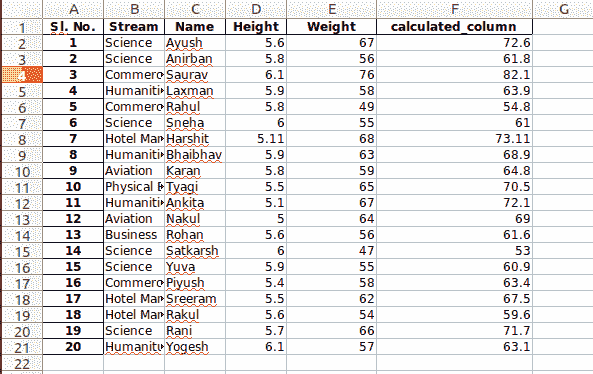 A B C D E F G
1 Sl. No. Stream Name Height Weight calculated_column
2 1 Science Ayush 5.6 67 72.6
3 2 Science Anirban 5.8 56 61.8
4 3 Commerc Saurav 6.1 76 82.1
5 4 Humaniti Laxman 5.9 58 63.9
6 5 Commerc Rahul 5.8 49 54.8
7 6 Science Sneha 6 55 61
8 7 Hotel Mar Harshit 5.11 68 73.11
9 8 Humaniti Bhaibhav 5.9 63 68.9
10 9 Aviation Karan 5.8 59 64.8
11 10 Physical E Tyagi 5.5 65 70.5
12 11 Humaniti Ankita 5.1 67 72.1
13 12 Aviation Nakul 5 64 69
14 13 Business Rohan 5.6 56 61.6
15 14 Science Satkarsh 6 47 53
16 15 Science Yuva 5.9 55 60.9
17 16 Commerc Piyush 5.4 58 63.4
18 17 Hotel Mar Sreeram 5.5 62 67.5
19 18 Hotel Mar Rakul 5.6 54 59.6
20 19 Science Rani 5.7 66 71.7
21 20 Humanitu Yogesh 6.1 57 63.1
22